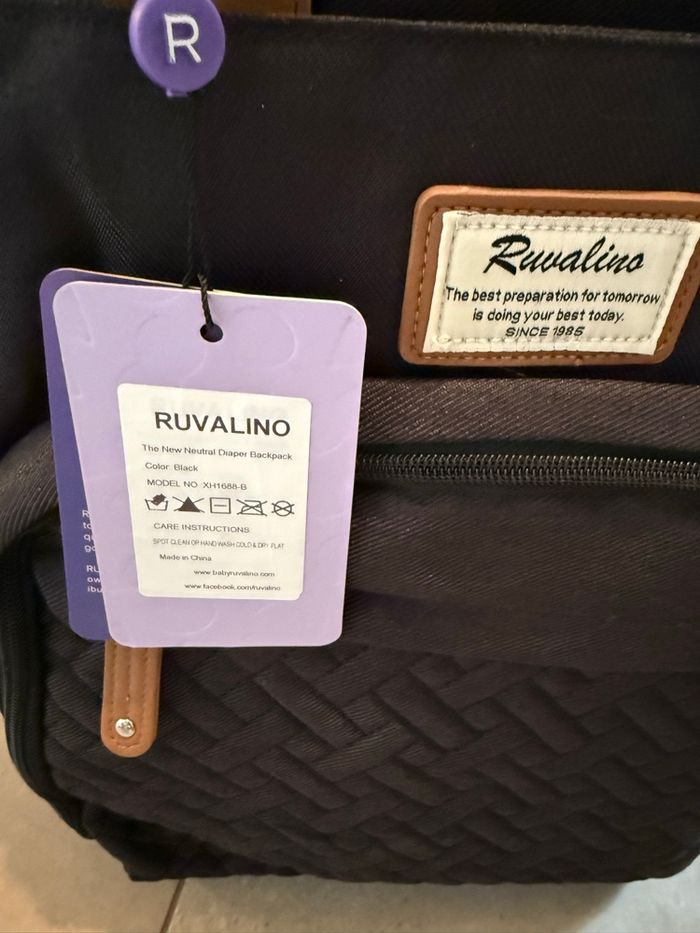 R
Ruvalino
The best preparation for tomorrow
is doing your best today.
SINCE 1985
RUVALINO
The New Neutral Diaper Backpack
Color Black
MODEL NO XH1688-B
CARE INSTRUCTIONS
SPOT CLEAN OR HAND WASH COLD & DRY FLAT
Made in China
www.babyruvalino.com
www.facebook.com/ruvalino